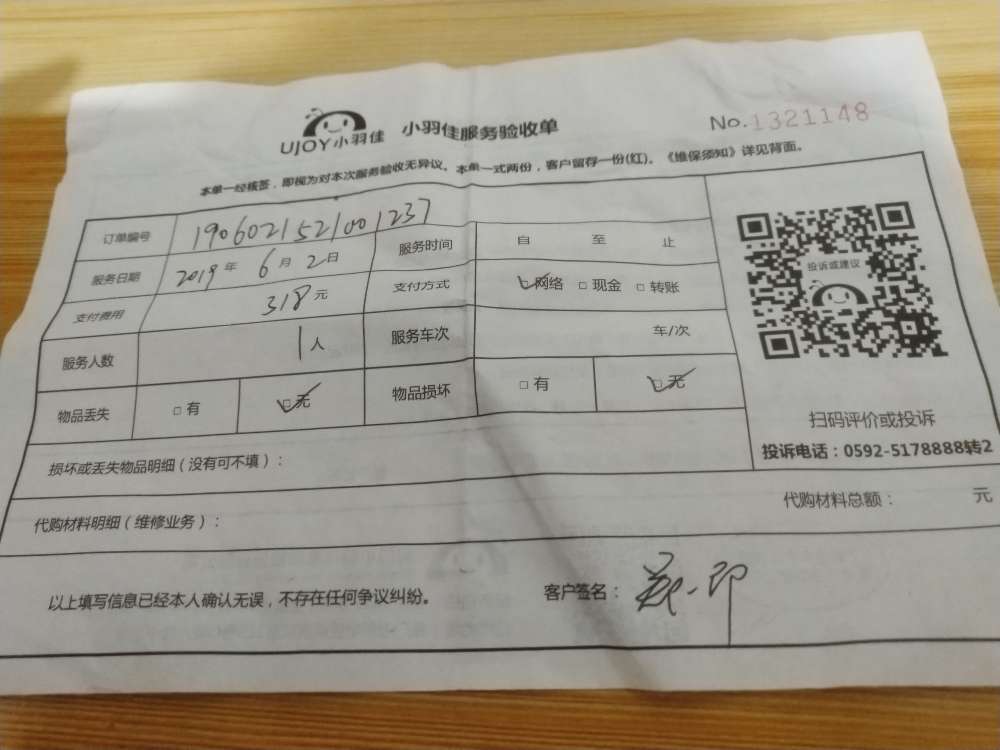 UJOY小羽佳 小羽佳服务验收单 No.1321148
本单一经核签，即视为对本次服务验收无异议。本单一式两份，客户留存一份(红)。《维保须知》详见背面。
订单编号 1906021521001237
服务日期 2019年6月2日 服务时间 自 至 止
支付费用 318元 支付方式 □网络 □现金 □转账
服务人数 1人 服务车次 车/次
物品丢失 □有 □无 物品损坏 □有 □无
投诉或建议
扫码评价或投诉
投诉电话：0592-5178888转2
损坏或丢失物品明细（没有可不填）：
代购材料明细（维修业务）： 代购材料总额： 元
以上填写信息已经本人确认无误，不存在任何争议纠纷。 客户签名：